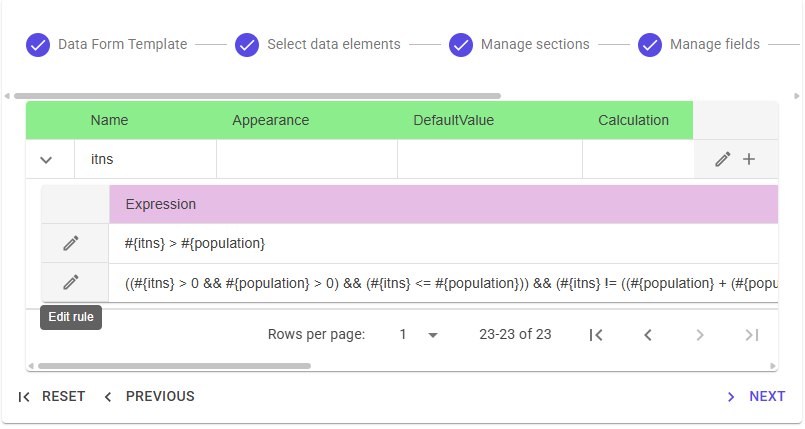 Data Form Template Select data elements Manage sections Manage fields
Name Appearance DefaultValue Calculation
itns
Expression
#{itns} > #{population}
((#{itns} > 0 && #{population} > 0) && (#{itns} <= #{population})) && (#{itns} != ((#{population} + (#{popu
Edit rule
Rows per page: 1 23-23 of 23
RESET PREVIOUS NEXT